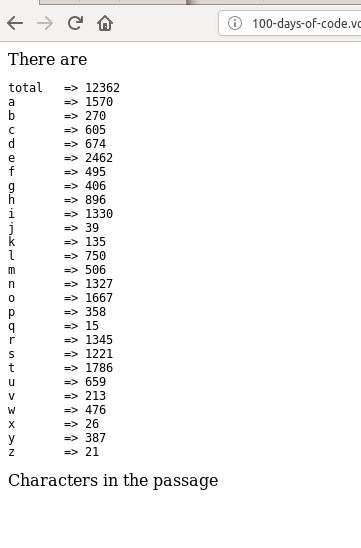 100-days-of-code.vo
There are
total => 12362
a => 1570
b => 270
c => 605
d => 674
e => 2462
f => 495
g => 406
h => 896
i => 1330
j => 39
k => 135
l => 750
m => 506
n => 1327
o => 1667
p => 358
q => 15
r => 1345
s => 1221
t => 1786
u => 659
v => 213
w => 476
x => 26
y => 387
z => 21
Characters in the passage